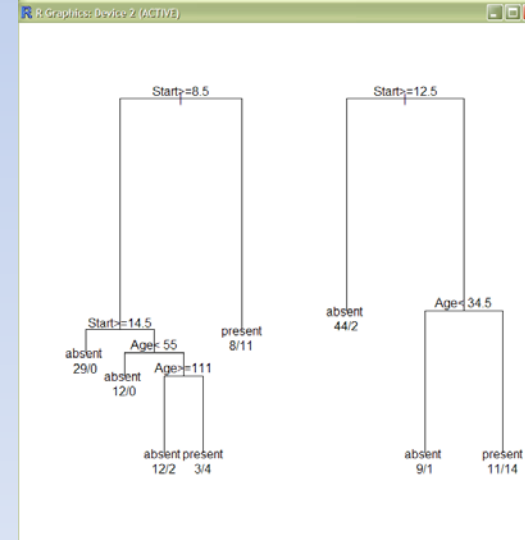 R Graphics: Device 2 (ACTIVE)
Start>=8.5
Start>=14.5
absent
29/0
Age< 55
absent
12/0
Age>=111
absent
12/2
present
3/4
present
8/11
Start>=12.5
absent
44/2
Age< 34.5
absent
9/1
present
11/14